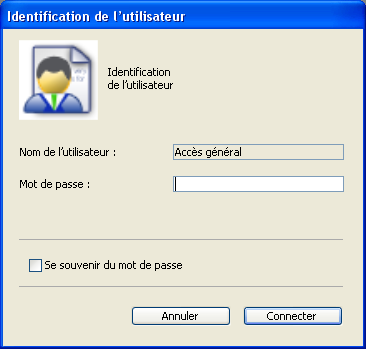 Identification de l'utilisateur
Identification
de l'utilisateur
Nom de l'utilisateur :
Accès général
Mot de passe :
Se souvenir du mot de passe
Annuler
Connecter